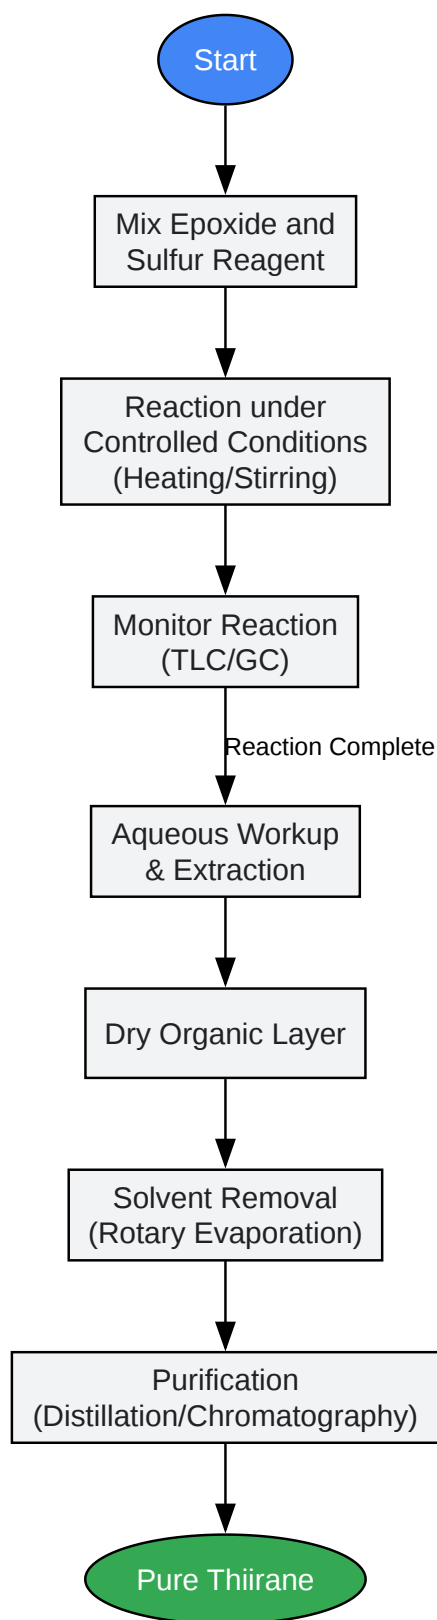 Start
Mix Epoxide and
Sulfur Reagent
Reaction under
Controlled Conditions
(Heating/Stirring)
Monitor Reaction
(TLC/GC)
Reaction Complete
Aqueous Workup
& Extraction
Dry Organic Layer
Solvent Removal
(Rotary Evaporation)
Purification
(Distillation/Chromatography)
Pure Thiirane